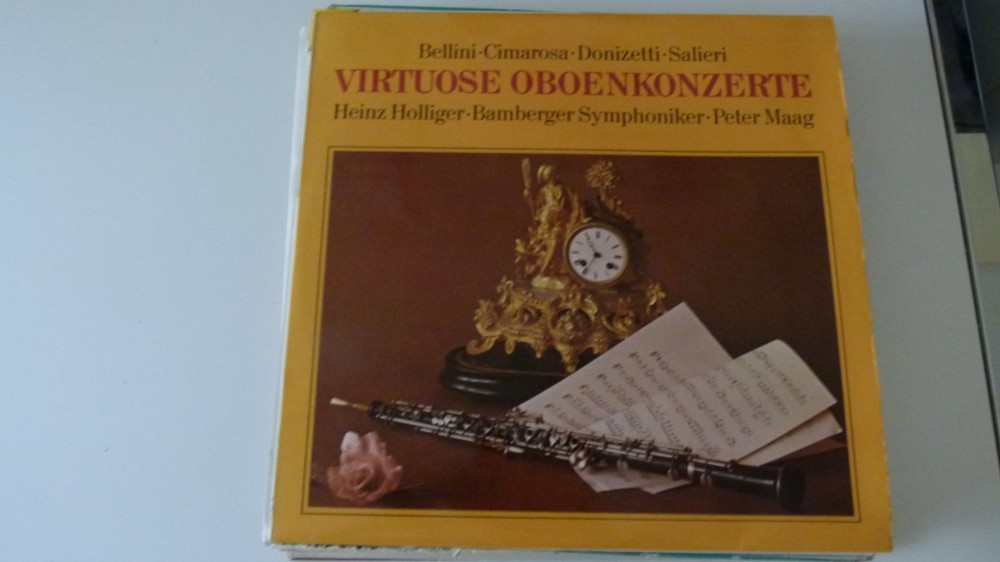 Bellini·Cimarosa·Donizetti·Salieri
VIRTUOSE OBOENKONZERTE
Heinz Holliger·Bamberger Symphoniker·Peter Maag